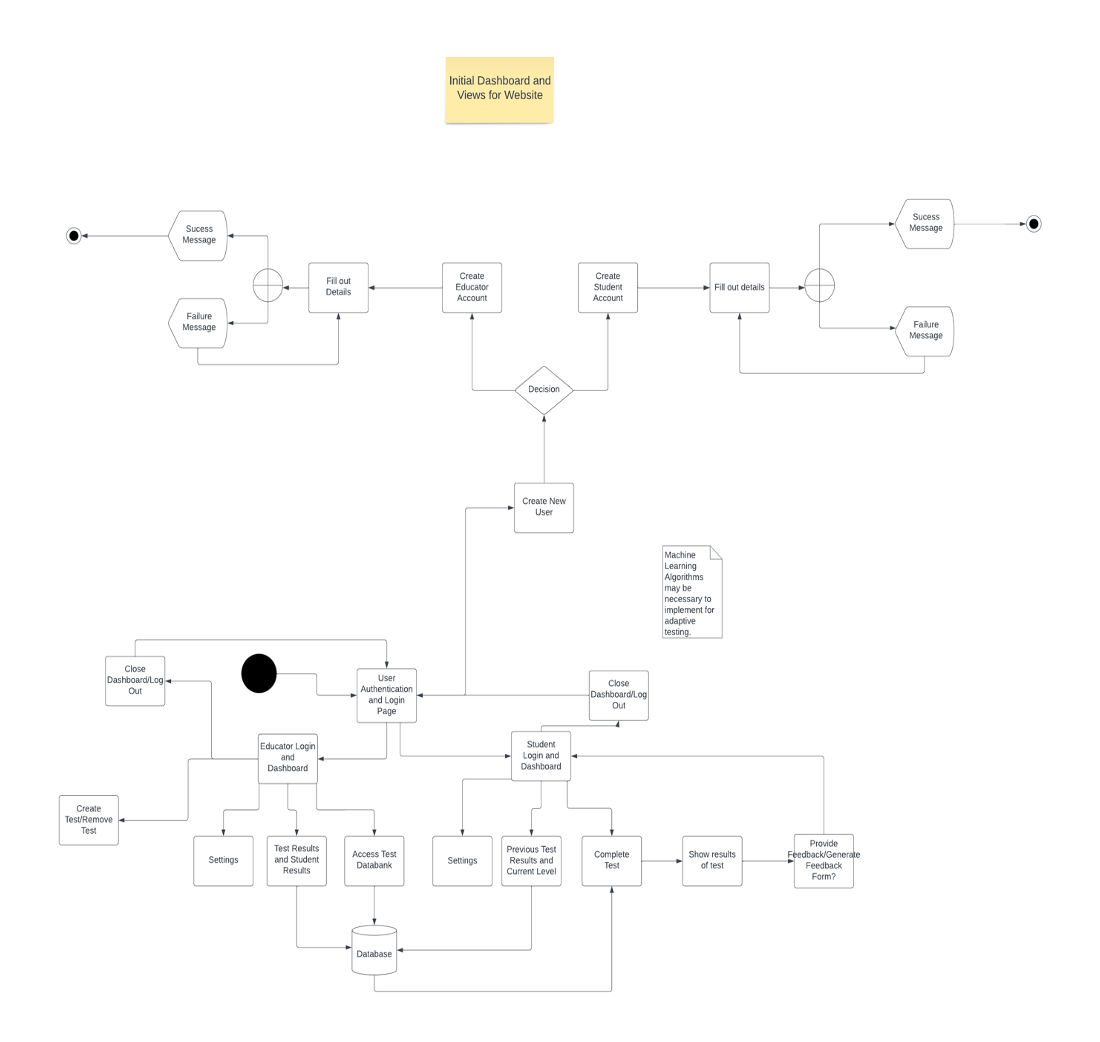 Initial Dashboard and
Views for Website
Sucess
Message
Sucess
Message
Fill out
Details
Create
Educator
Account
Create
Student
Account
Fill out details
Failure
Message
Failure
Message
Decision
Create New
User
Machine
Learning
Algorithms
may be
necessary to
implement for
adaptive
testing.
Close
Dashboard/Log
Out
User
Authentication
and Login
Page
Close
Dashboard/Log
Out
Educator Login
and
Dashboard
Student
Login and
Dashboard
Create
Test/Remove
Test
Settings
Test Results
and Student
Results
Access Test
Databank
Settings
Previous Test
Results and
Current Level
Complete
Test
Show results
of test
Provide
Feedback/Generate
Feedback
Form?
Database